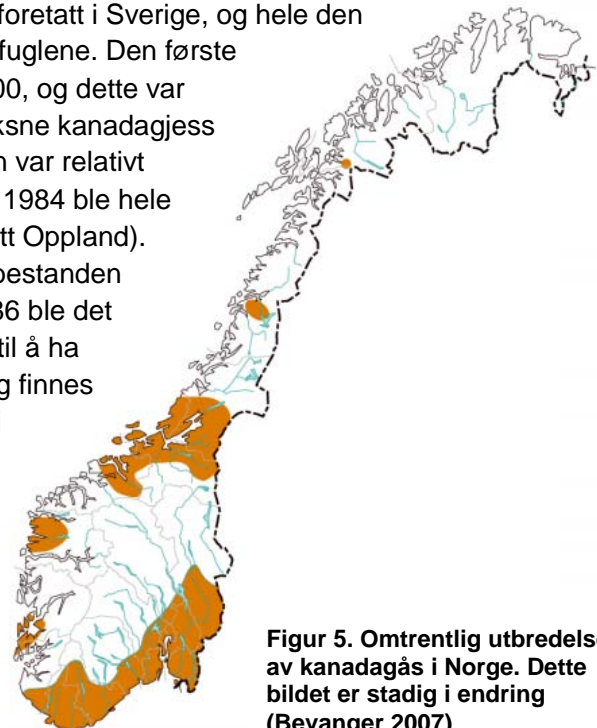 foretatt i Sverige, og hele den
fuglene. Den første
00, og dette var
ksne kanadagjess
n var relativt
1984 ble hele
tt Oppland).
bestanden
36 ble det
til å ha
g finnes
Figur 5. Omtrentlig utbredelse
av kanadagås i Norge. Dette
bildet er stadig i endring
(Bevanger 2007)